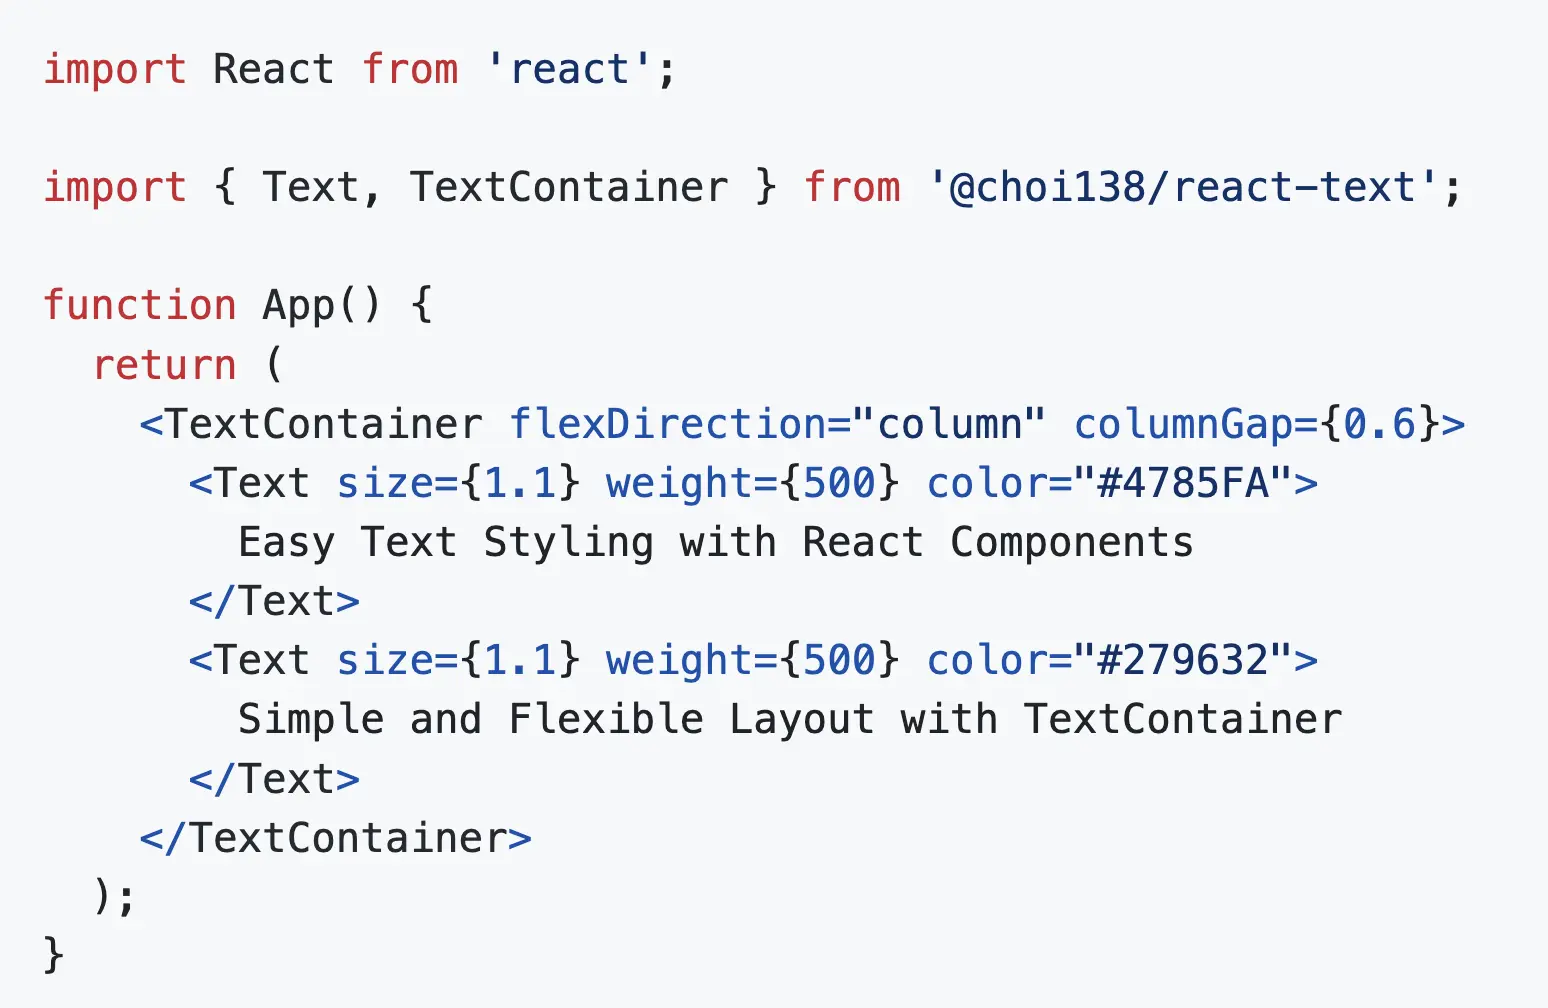 import React from 'react';
import { Text, TextContainer } from '@choi138/react-text';
function App() {
  return (
    <TextContainer flexDirection="column" columnGap={0.6}>
      <Text size={1.1} weight={500} color="#4785FA">
        Easy Text Styling with React Components
      </Text>
      <Text size={1.1} weight={500} color="#279632">
        Simple and Flexible Layout with TextContainer
      </Text>
    </TextContainer>
  );
}